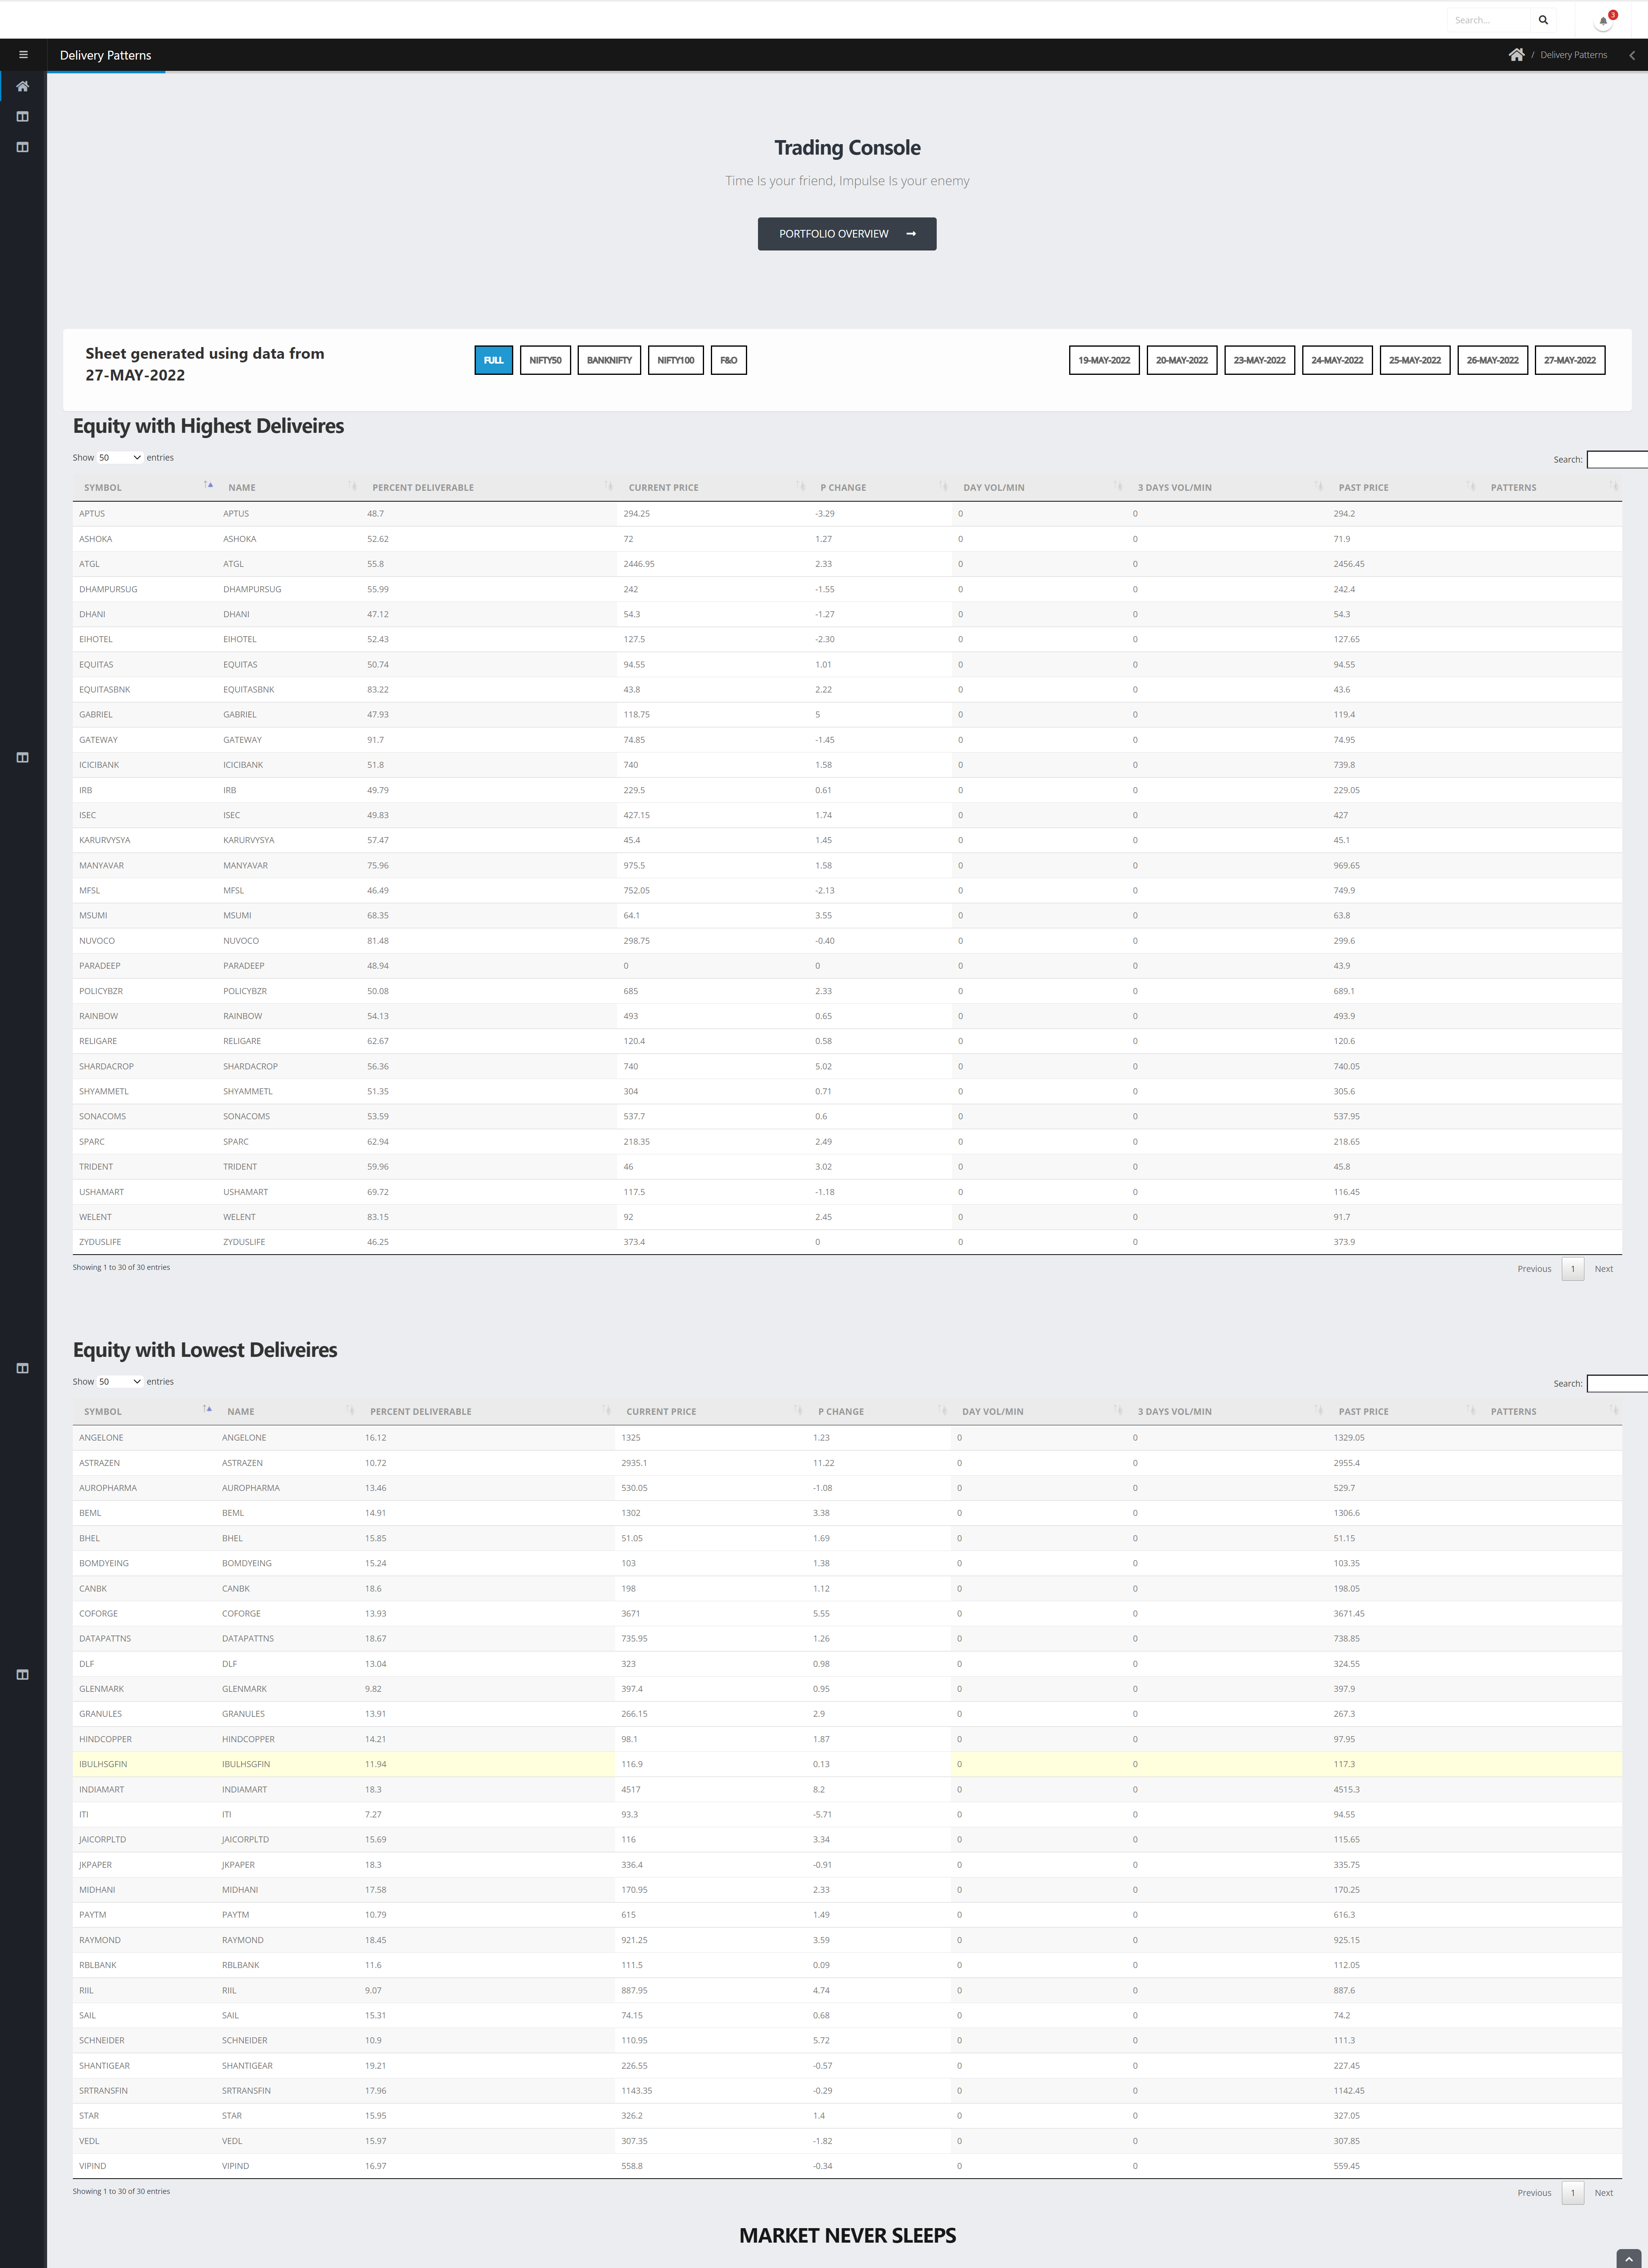 Search...
3
Delivery Patterns
/ Delivery Patterns
Trading Console
Time Is your friend, Impulse Is your enemy
PORTFOLIO OVERVIEW
Sheet generated using data from
27-MAY-2022
FULL NIFTY50 BANKNIFTY NIFTY100 F&O
19-MAY-2022 20-MAY-2022 23-MAY-2022 24-MAY-2022 25-MAY-2022 26-MAY-2022 27-MAY-2022
Equity with Highest Deliveires
Show 50 entries
Search:
SYMBOL NAME PERCENT DELIVERABLE CURRENT PRICE P CHANGE DAY VOL/MIN 3 DAYS VOL/MIN PAST PRICE PATTERNS
APTUS APTUS 48.7 294.25 -3.29 0 0 294.2
ASHOKA ASHOKA 52.62 72 1.27 0 0 71.9
ATGL ATGL 55.8 2446.95 2.33 0 0 2456.45
DHAMPURSUG DHAMPURSUG 55.99 242 -1.55 0 0 242.4
DHANI DHANI 47.12 54.3 -1.27 0 0 54.3
EIHOTEL EIHOTEL 52.43 127.5 -2.30 0 0 127.65
EQUITAS EQUITAS 50.74 94.55 1.01 0 0 94.55
EQUITASBNK EQUITASBNK 83.22 43.8 2.22 0 0 43.6
GABRIEL GABRIEL 47.93 118.75 5 0 0 119.4
GATEWAY GATEWAY 91.7 74.85 -1.45 0 0 74.95
ICICIBANK ICICIBANK 51.8 740 1.58 0 0 739.8
IRB IRB 49.79 229.5 0.61 0 0 229.05
ISEC ISEC 49.83 427.15 1.74 0 0 427
KARURVYSYA KARURVYSYA 57.47 45.4 1.45 0 0 45.1
MANYAVAR MANYAVAR 75.96 975.5 1.58 0 0 969.65
MFSL MFSL 46.49 752.05 -2.13 0 0 749.9
MSUMI MSUMI 68.35 64.1 3.55 0 0 63.8
NUVOCO NUVOCO 81.48 298.75 -0.40 0 0 299.6
PARADEEP PARADEEP 48.94 0 0 0 0 43.9
POLICYBZR POLICYBZR 50.08 685 2.33 0 0 689.1
RAINBOW RAINBOW 54.13 493 0.65 0 0 493.9
RELIGARE RELIGARE 62.67 120.4 0.58 0 0 120.6
SHARDACROP SHARDACROP 56.36 740 5.02 0 0 740.05
SHYAMMETL SHYAMMETL 51.35 304 0.71 0 0 305.6
SONACOMS SONACOMS 53.59 537.7 0.6 0 0 537.95
SPARC SPARC 62.94 218.35 2.49 0 0 218.65
TRIDENT TRIDENT 59.96 46 3.02 0 0 45.8
USHAMART USHAMART 69.72 117.5 -1.18 0 0 116.45
WELENT WELENT 83.15 92 2.45 0 0 91.7
ZYDUSLIFE ZYDUSLIFE 46.25 373.4 0 0 0 373.9
Showing 1 to 30 of 30 entries
Previous 1 Next
Equity with Lowest Deliveires
Show 50 entries
Search:
SYMBOL NAME PERCENT DELIVERABLE CURRENT PRICE P CHANGE DAY VOL/MIN 3 DAYS VOL/MIN PAST PRICE PATTERNS
ANGELONE ANGELONE 16.12 1325 1.23 0 0 1329.05
ASTRAZEN ASTRAZEN 10.72 2935.1 11.22 0 0 2955.4
AUROPHARMA AUROPHARMA 13.46 530.05 -1.08 0 0 529.7
BEML BEML 14.91 1302 3.38 0 0 1306.6
BHEL BHEL 15.85 51.05 1.69 0 0 51.15
BOMDYEING BOMDYEING 15.24 103 1.38 0 0 103.35
CANBK CANBK 18.6 198 1.12 0 0 198.05
COFORGE COFORGE 13.93 3671 5.55 0 0 3671.45
DATAPATTNS DATAPATTNS 18.67 735.95 1.26 0 0 738.85
DLF DLF 13.04 323 0.98 0 0 324.55
GLENMARK GLENMARK 9.82 397.4 0.95 0 0 397.9
GRANULES GRANULES 13.91 266.15 2.9 0 0 267.3
HINDCOPPER HINDCOPPER 14.21 98.1 1.87 0 0 97.95
IBULHSGFIN IBULHSGFIN 11.94 116.9 0.13 0 0 117.3
INDIAMART INDIAMART 18.3 4517 8.2 0 0 4515.3
ITI ITI 7.27 93.3 -5.71 0 0 94.55
JAICORPLTD JAICORPLTD 15.69 116 3.34 0 0 115.65
JKPAPER JKPAPER 18.3 336.4 -0.91 0 0 335.75
MIDHANI MIDHANI 17.58 170.95 2.33 0 0 170.25
PAYTM PAYTM 10.79 615 1.49 0 0 616.3
RAYMOND RAYMOND 18.45 921.25 3.59 0 0 925.15
RBLBANK RBLBANK 11.6 111.5 0.09 0 0 112.05
RIIL RIIL 9.07 887.95 4.74 0 0 887.6
SAIL SAIL 15.31 74.15 0.68 0 0 74.2
SCHNEIDER SCHNEIDER 10.9 110.95 5.72 0 0 111.3
SHANTIGEAR SHANTIGEAR 19.21 226.55 -0.57 0 0 227.45
SRTRANSFIN SRTRANSFIN 17.96 1143.35 -0.29 0 0 1142.45
STAR STAR 15.95 326.2 1.4 0 0 327.05
VEDL VEDL 15.97 307.35 -1.82 0 0 307.85
VIPIND VIPIND 16.97 558.8 -0.34 0 0 559.45
Showing 1 to 30 of 30 entries
Previous 1 Next
MARKET NEVER SLEEPS